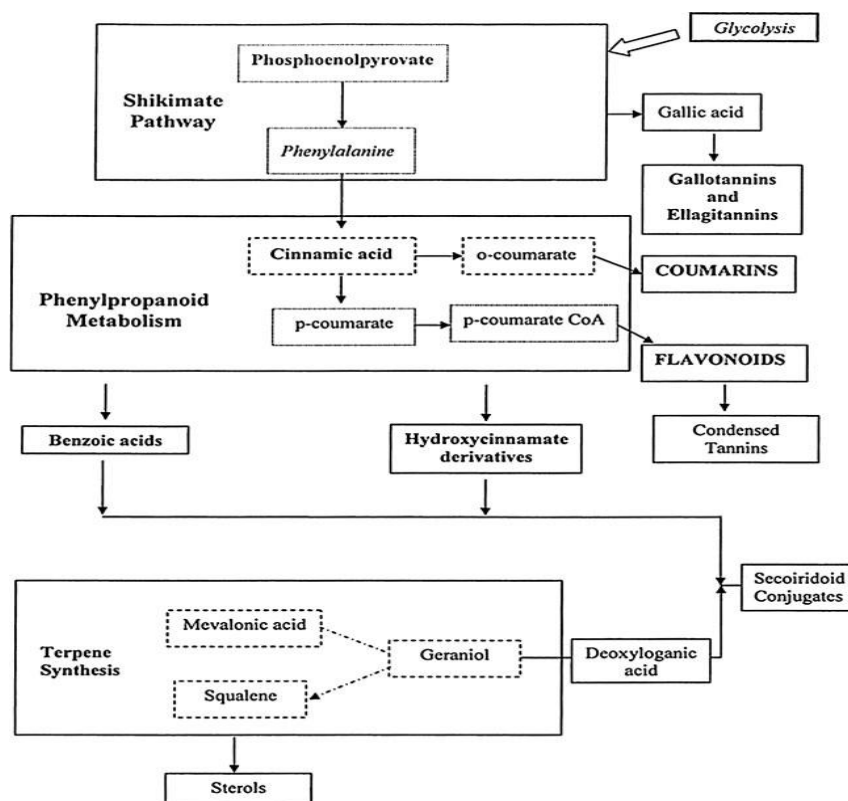 Glycolysis
Phosphoenolpyrovate
Shikimate
Pathway
Phenylalanine
Gallic acid
Gallotannins
and
Ellagitannins
Cinnamic acid
o-coumarate
COUMARINS
Phenylpropanoid
Metabolism
p-coumarate
p-coumarate CoA
FLAVONOIDS
Benzoic acids
Hydroxycinnamate
derivatives
Condensed
Tannins
Secoiridoid
Conjugates
Mevalonic acid
Terpene
Synthesis
Geraniol
Deoxyloganic
acid
Squalene
Sterols